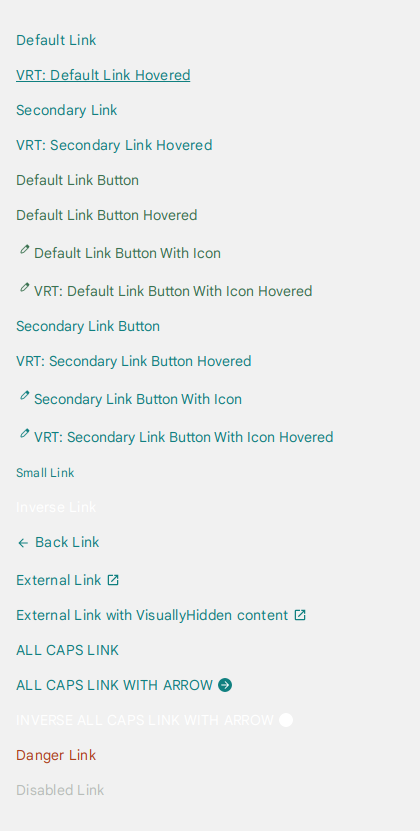 Default Link
VRT: Default Link Hovered
Secondary Link
VRT: Secondary Link Hovered
Default Link Button
Default Link Button Hovered
Default Link Button With Icon
VRT: Default Link Button With Icon Hovered
Secondary Link Button
VRT: Secondary Link Button Hovered
Secondary Link Button With Icon
VRT: Secondary Link Button With Icon Hovered
Small Link
Inverse Link
Back Link
External Link
External Link with VisuallyHidden content
ALL CAPS LINK
ALL CAPS LINK WITH ARROW
INVERSE ALL CAPS LINK WITH ARROW
Danger Link
Disabled Link